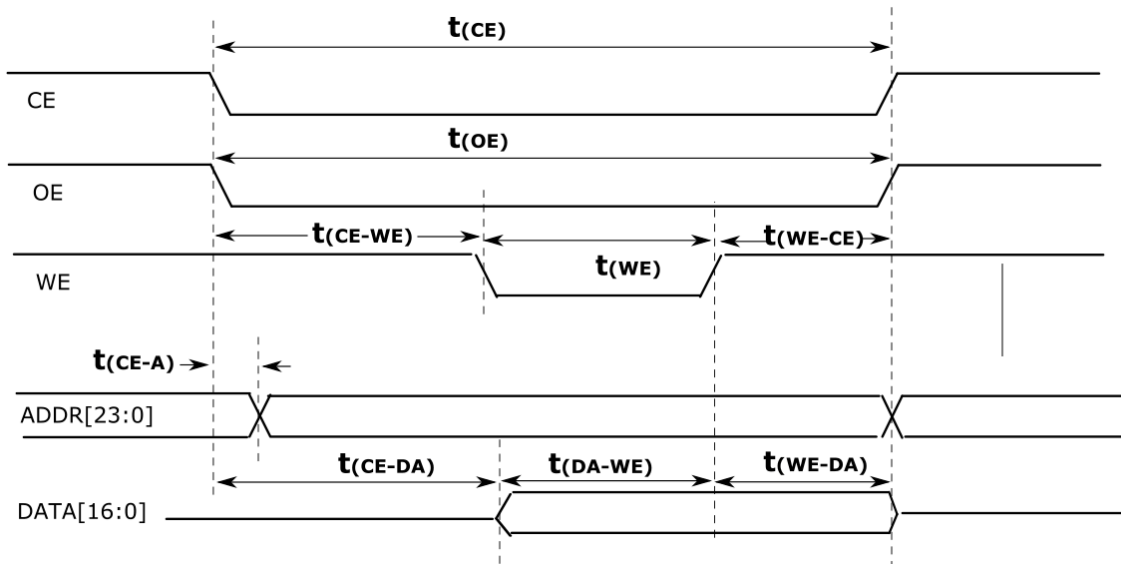 t(CE)
CE
t(OE)
OE
t(CE-WE)
t(WE-CE)
t(WE)
WE
t(CE-A)
ADDR[23:0]
t(CE-DA)
t(DA-WE)
t(WE-DA)
DATA[16:0]